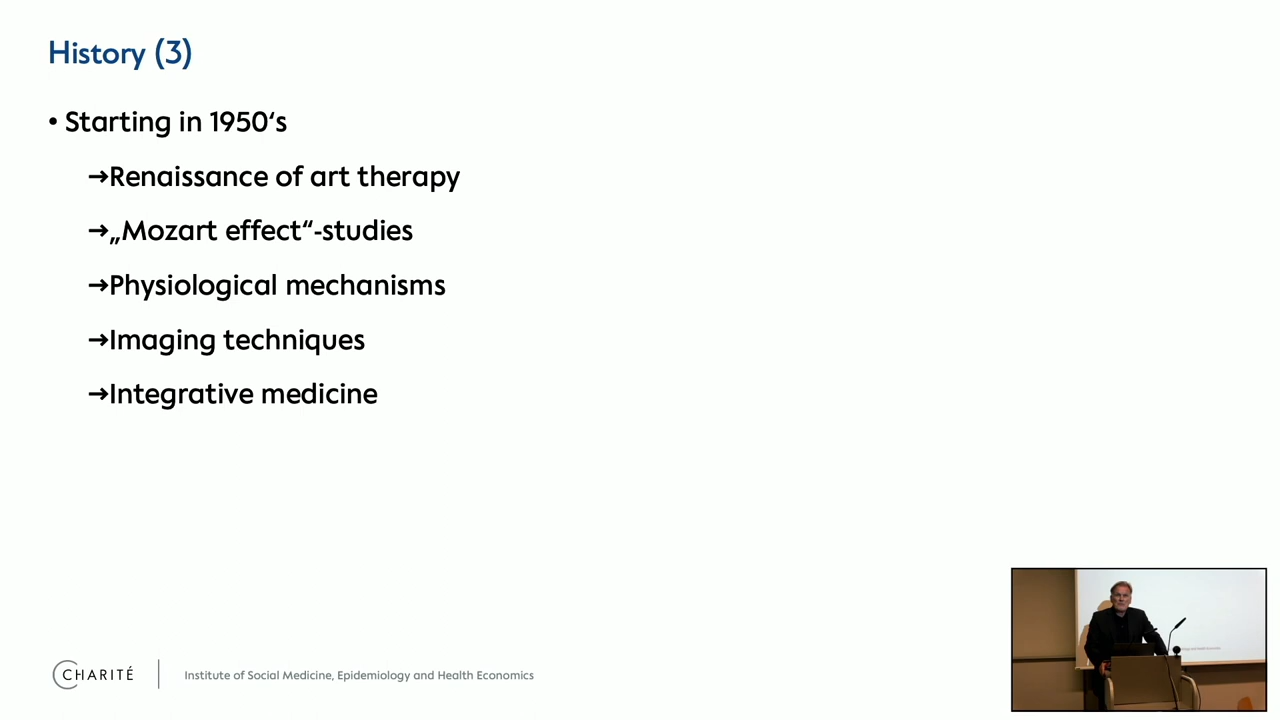 History (3)
• Starting in 1950‘s
→Renaissance of art therapy
→„Mozart effect“-studies
→Physiological mechanisms
→Imaging techniques
→Integrative medicine
CHARITÉ
Institute of Social Medicine, Epidemiology and Health Economics